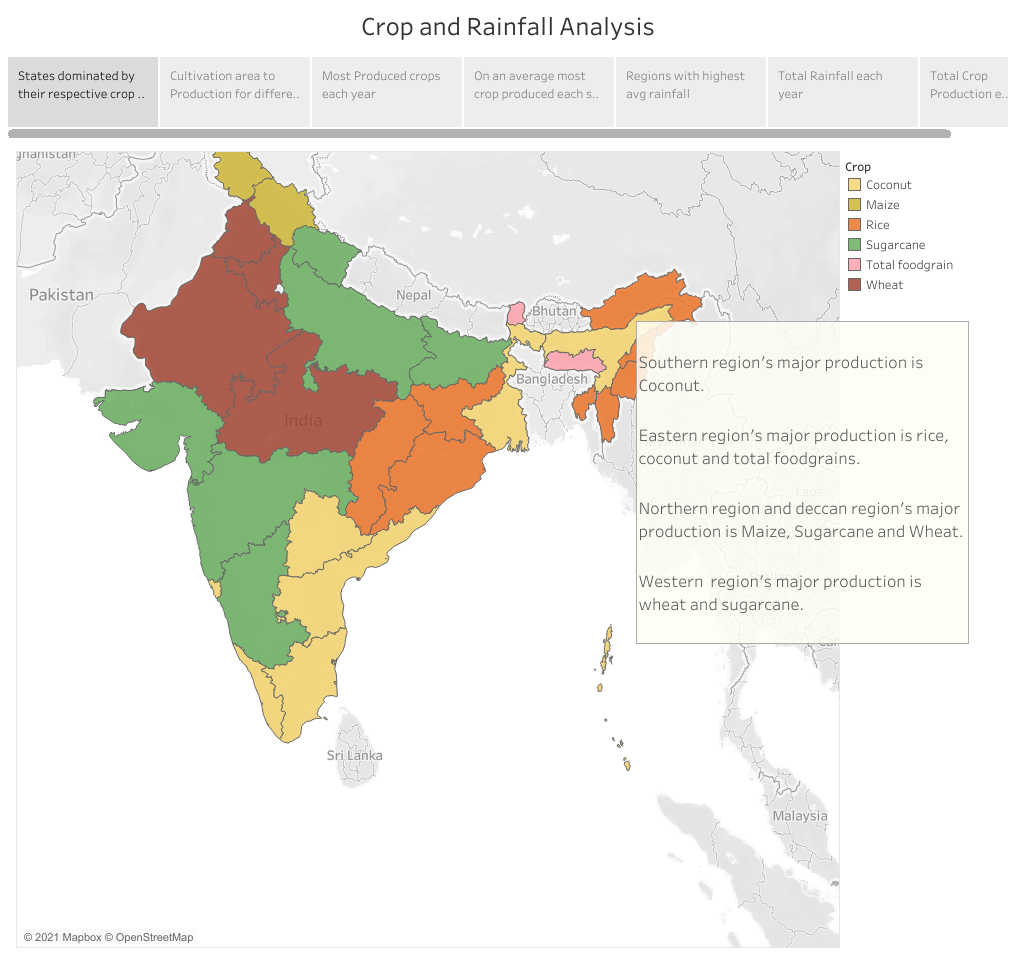 Crop and Rainfall Analysis
States dominated by
their respective crop ..
Cultivation area to
Production for differe..
Most Produced crops
each year
On an average most
crop produced each s..
Regions with highest
avg rainfall
Total Rainfall each
year
Total Crop
Production e..
ghanistan
Pakistan
Nepal
Bhutan
Bangladesh
India
Sri Lanka
Laos
Malaysia
Crop
Coconut
Maize
Rice
Sugarcane
Total foodgrain
Wheat
Southern region's major production is
Coconut.
Eastern region's major production is rice,
coconut and total foodgrains.
Northern region and deccan region's major
production is Maize, Sugarcane and Wheat.
Western region's major production is
wheat and sugarcane.
© 2021 Mapbox © OpenStreetMap